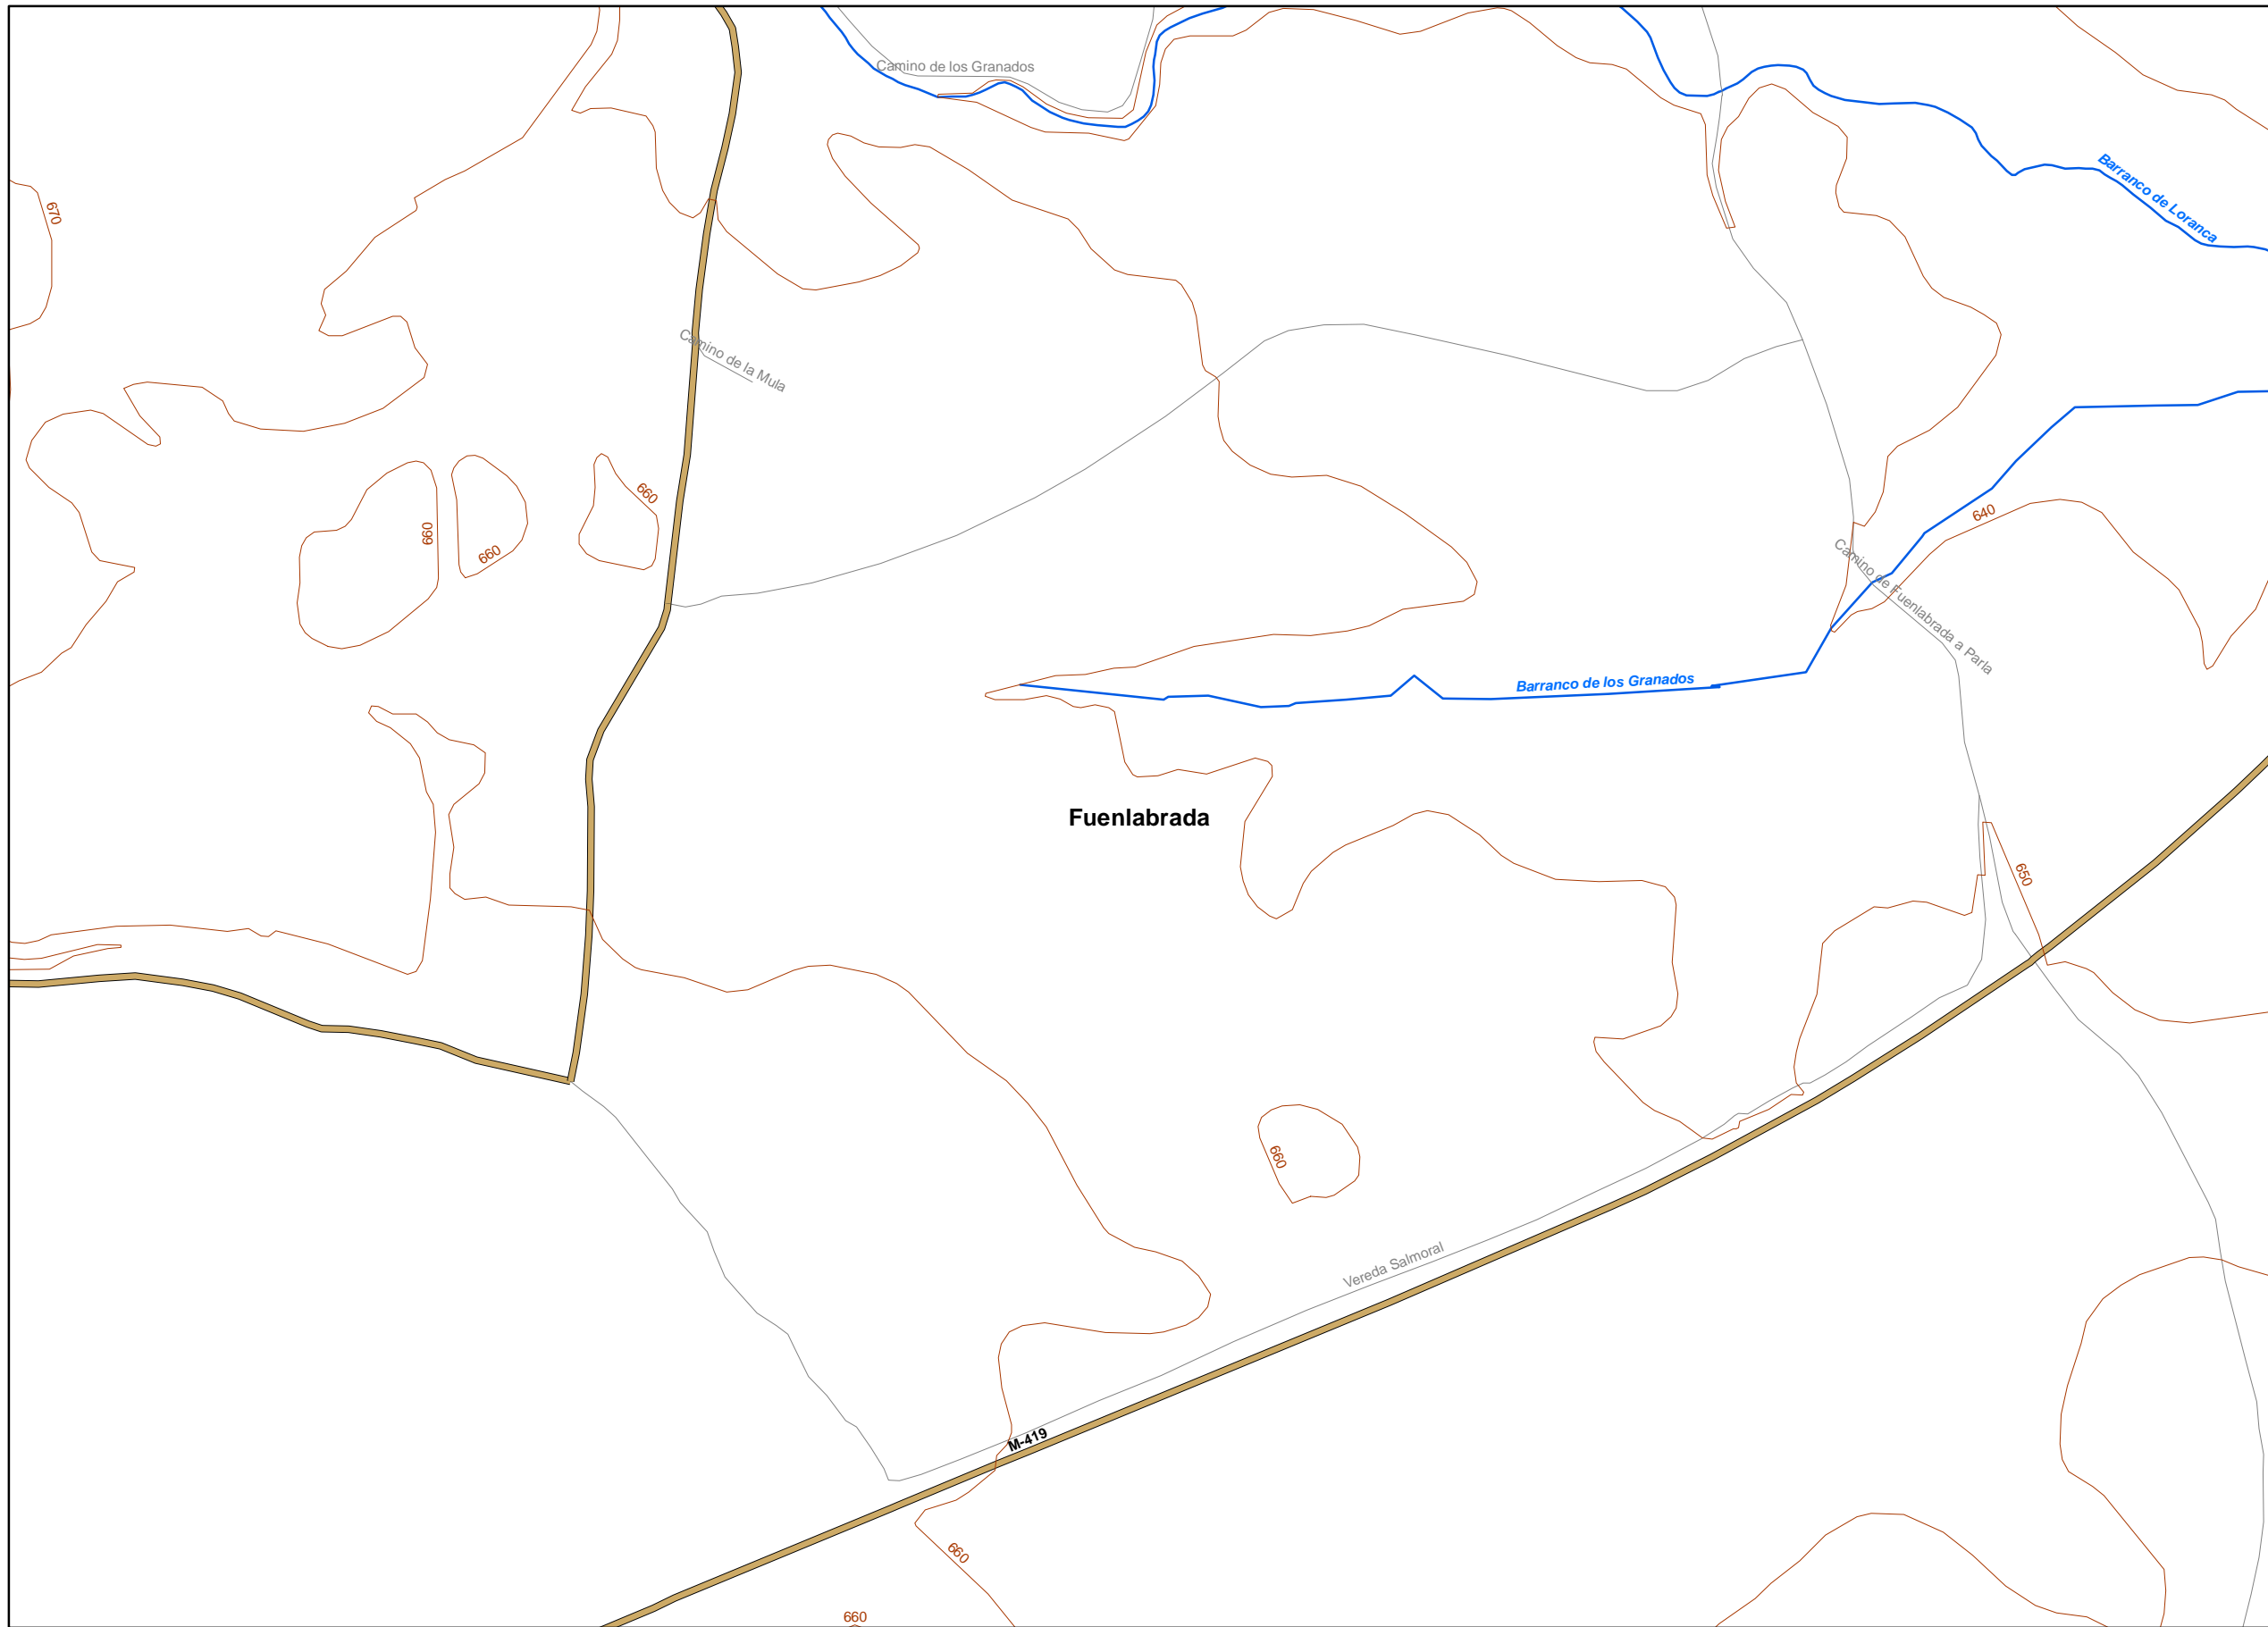 Camino de los Granados
Barranco de Loranca
670
Camino de la Mula
660
660
660
640
Camino de Fuenlabrada a Parla
Barranco de los Granados
Fuenlabrada
650
660
Vereda Salmoral
M-419
660
660